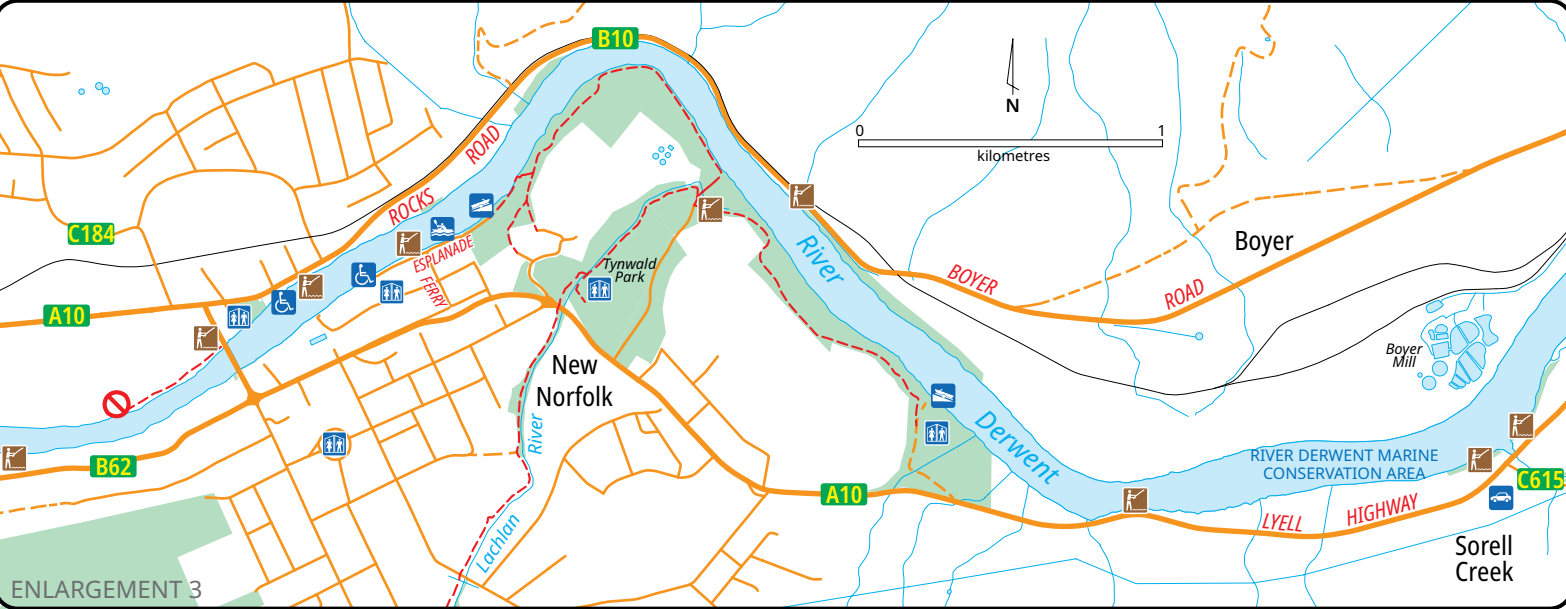 B10
ROAD
ROCKS
C184
A10
ESPLANADE
FERRY
Tynwald
Park
N
0 1
kilometres
River
BOYER
ROAD
Boyer
Boyer
Mill
New
Norfolk
River
Derwent
B62
A10
RIVER DERWENT MARINE
CONSERVATION AREA
C615
LYELL
HIGHWAY
Lachlan
Sorell
Creek
ENLARGEMENT 3